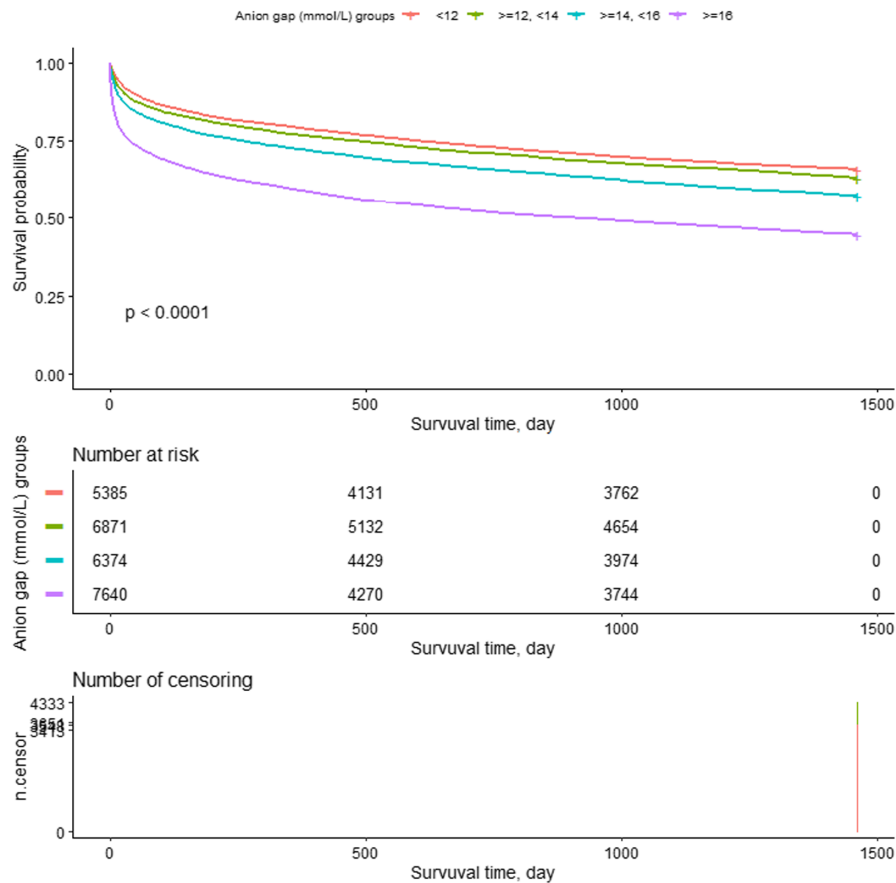 Anion gap (mmol/L) groups <12 >=12, <14 >=14, <16 >=16
Survival probability
1.00
0.75
0.50
0.25
0.00
p < 0.0001
0 500 1000 1500
Survuval time, day
Number at risk
Anion gap (mmol/L) groups
5385 4131 3762 0
6871 5132 4654 0
6374 4429 3974 0
7640 4270 3744 0
0 500 1000 1500
Survuval time, day
Number of censoring
n.censor
4333
3413
0
0 500 1000 1500
Survuval time, day